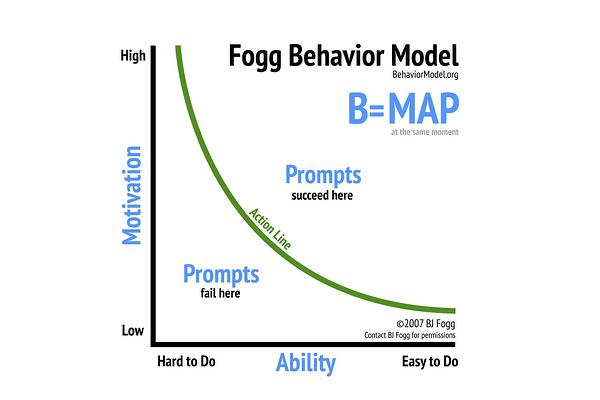 Fogg Behavior Model
BehaviorModel.org
B=MAP
at the same moment
High
Motivation
Low
Prompts
succeed here
Action Line
Prompts
fail here
©2007 BJ Fogg
Contact BJ Fogg for permissions
Hard to Do
Ability
Easy to Do